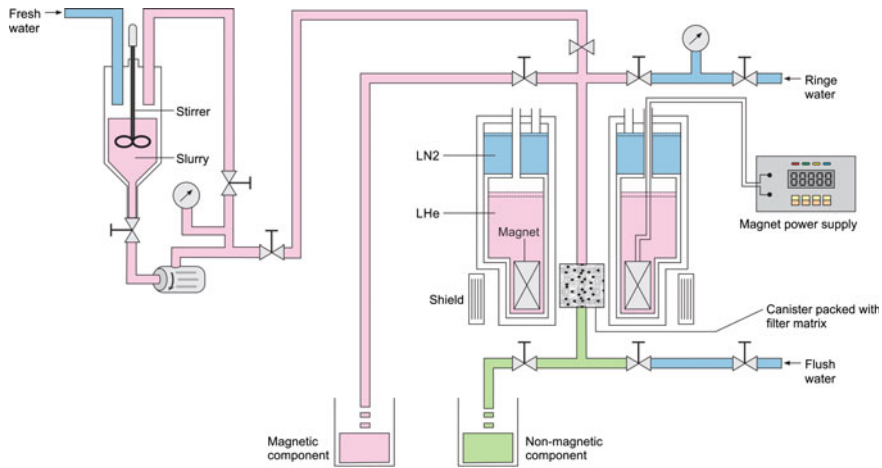 Fresh
water
Stirrer
Slurry
Ringe
water
LN2
LHe
Magnet
00000
Magnet power supply
Shield
Canister packed with
filter matrix
Flush
water
Magnetic
component
Non-magnetic
component